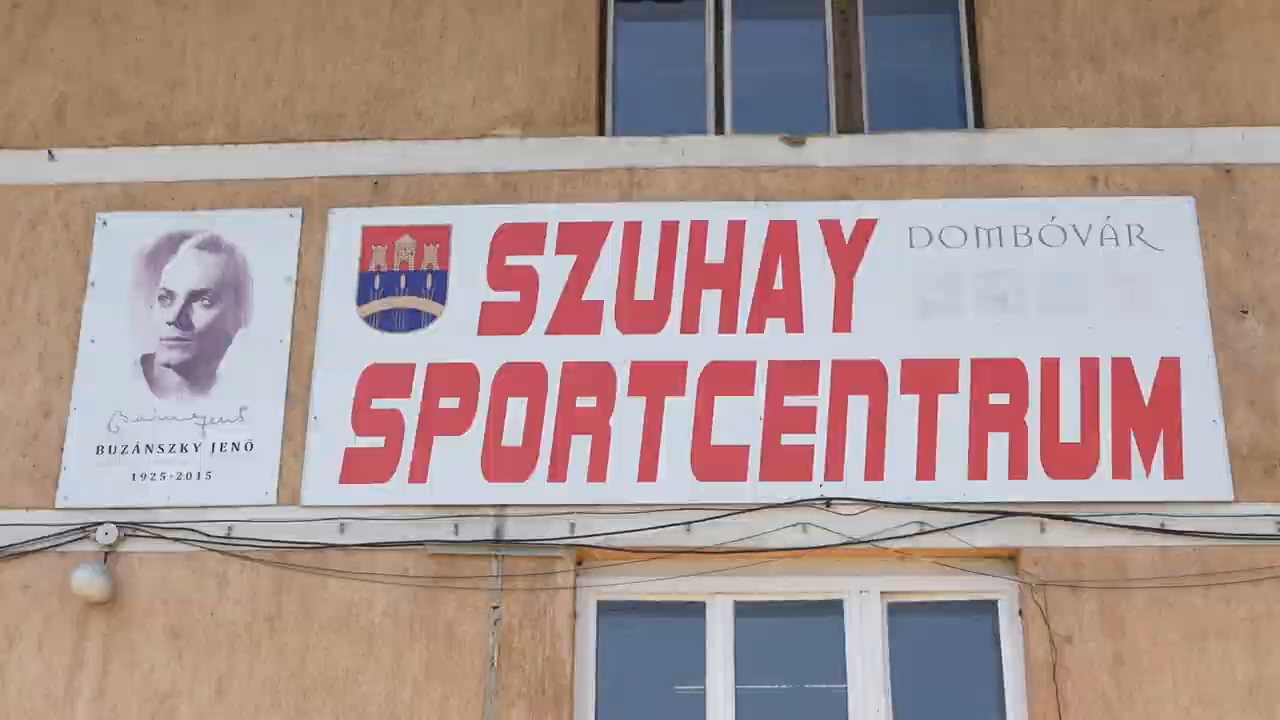 BUZÁNSZKY JENŐ
1925-2015
SZUHAY
DOMBÓVÁR
SPORTCENTRUM